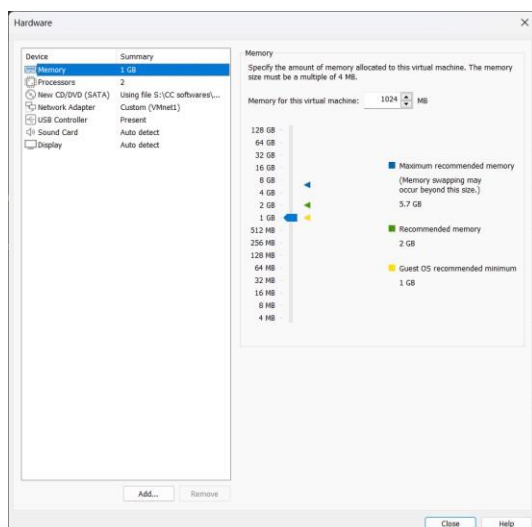 Hardware
Device Summary
Memory 1 GB
Processors 2
New CD/DVD (SATA) Using file S:\CC softwares\...
Network Adapter Custom (VMnet1)
USB Controller Present
Sound Card Auto detect
Display Auto detect
Add... Remove
Memory
Specify the amount of memory allocated to this virtual machine. The memory
size must be a multiple of 4 MB.
Memory for this virtual machine: 1024 MB
128 GB
64 GB
32 GB
16 GB
8 GB
4 GB
2 GB
1 GB
512 MB
256 MB
128 MB
64 MB
32 MB
16 MB
8 MB
4 MB
Maximum recommended memory
(Memory swapping may
occur beyond this size.)
5.7 GB
Recommended memory
2 GB
Guest OS recommended minimum
1 GB
Close Help